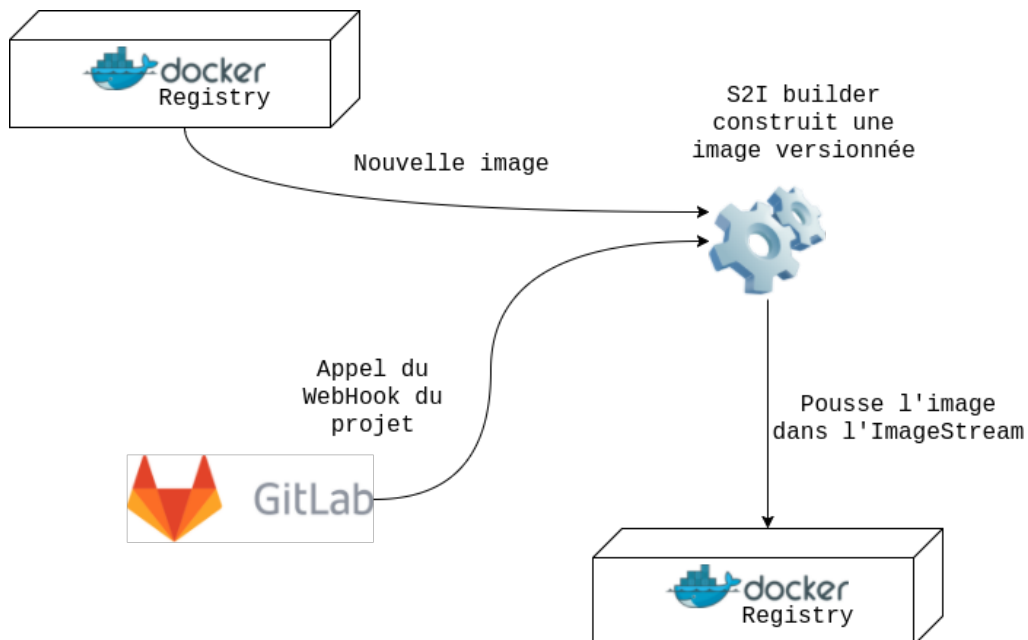 docker
Registry
S2I builder
construit une
image versionnée
Nouvelle image
Appel du
WebHook du
projet
GitLab
Pousse l'image
dans l'ImageStream
docker
Registry